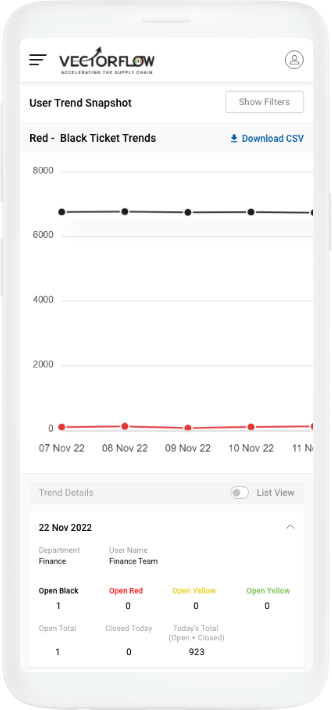 VECTORFLOW
ACCELERATING THE SUPPLY CHAIN
User Trend Snapshot
Show Filters
Red - Black Ticket Trends
Download CSV
8000
6000
4000
2000
0
07 Nov 22 08 Nov 22 09 Nov 22 10 Nov 22 11 N
Trend Details
List View
22 Nov 2022
Department User Name
Finance Finance Team
Open Black Open Red Open Yellow Open Yellow
1 0 0 0
Open Total Closed Today Today's Total
(Open + Closed)
1 0 923